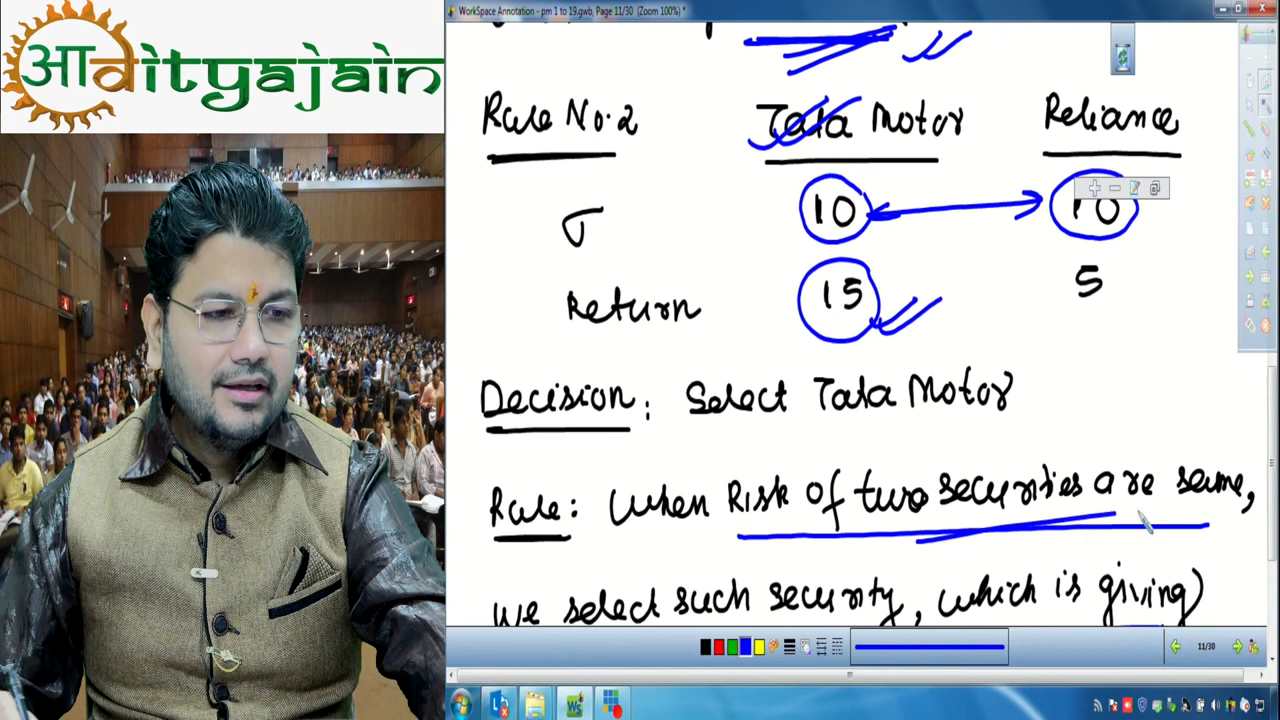 आdityajain
WorkSpace Annotation - pm 1 to 19.gwb, Page 11/30 (Zoom 100%) *
Rule No. 2 Tata Motor Reliance
σ 10 10
Return 15 5
Decision: Select Tata Motor
Rule: When Risk of two securities are same,
we select such security, which is giving
11/30